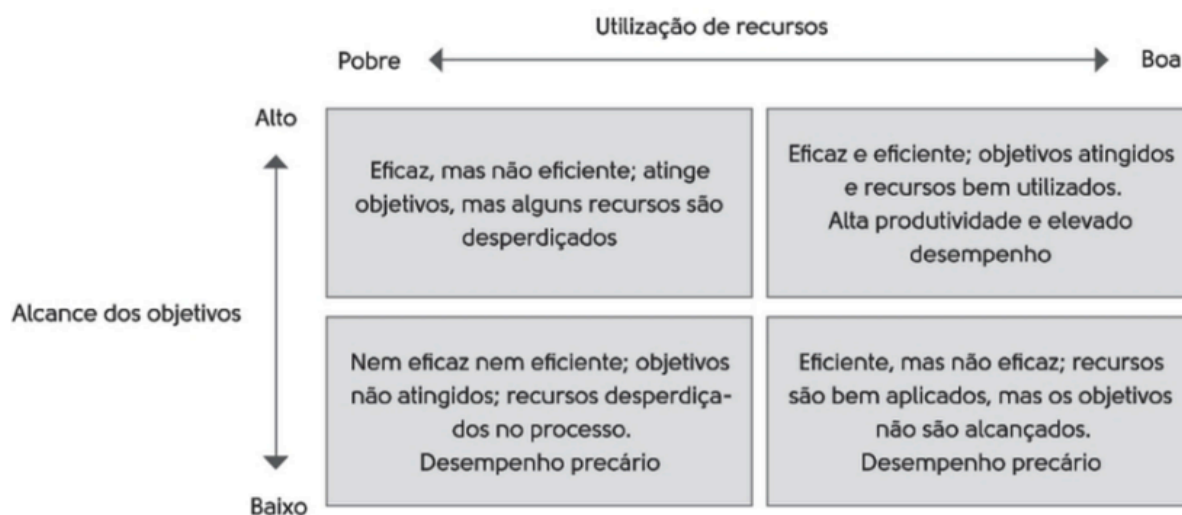 Utilização de recursos
Pobre
Boa
Alto
Eficaz, mas não eficiente; atinge
objetivos, mas alguns recursos são
desperdiçados
Eficaz e eficiente; objetivos atingidos
e recursos bem utilizados.
Alta produtividade e elevado
desempenho
Alcance dos objetivos
Nem eficaz nem eficiente; objetivos
não atingidos; recursos desperdiça-
dos no processo.
Desempenho precário
Eficiente, mas não eficaz; recursos
são bem aplicados, mas os objetivos
não são alcançados.
Desempenho precário
Baixo